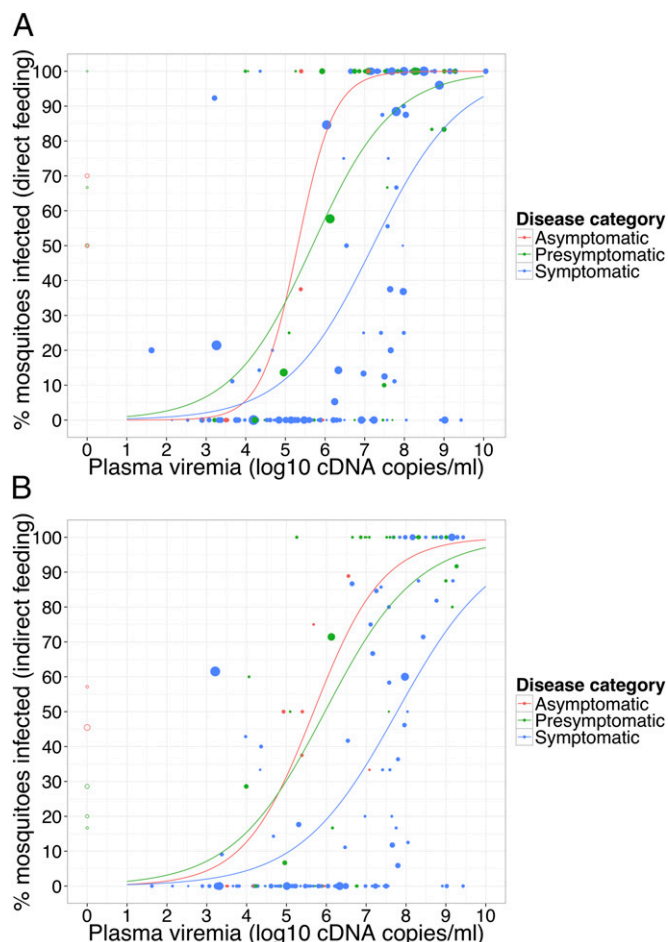 A
% mosquitoes infected (direct feeding)
100
90
80
70
60
50
40
30
20
10
0
0 1 2 3 4 5 6 7 8 9 10
Plasma viremia (log10 cDNA copies/ml)
Disease category
Asymptomatic
Presymptomatic
Symptomatic
B
% mosquitoes infected (indirect feeding)
100
90
80
70
60
50
40
30
20
10
0
0 1 2 3 4 5 6 7 8 9 10
Plasma viremia (log10 cDNA copies/ml)
Disease category
Asymptomatic
Presymptomatic
Symptomatic